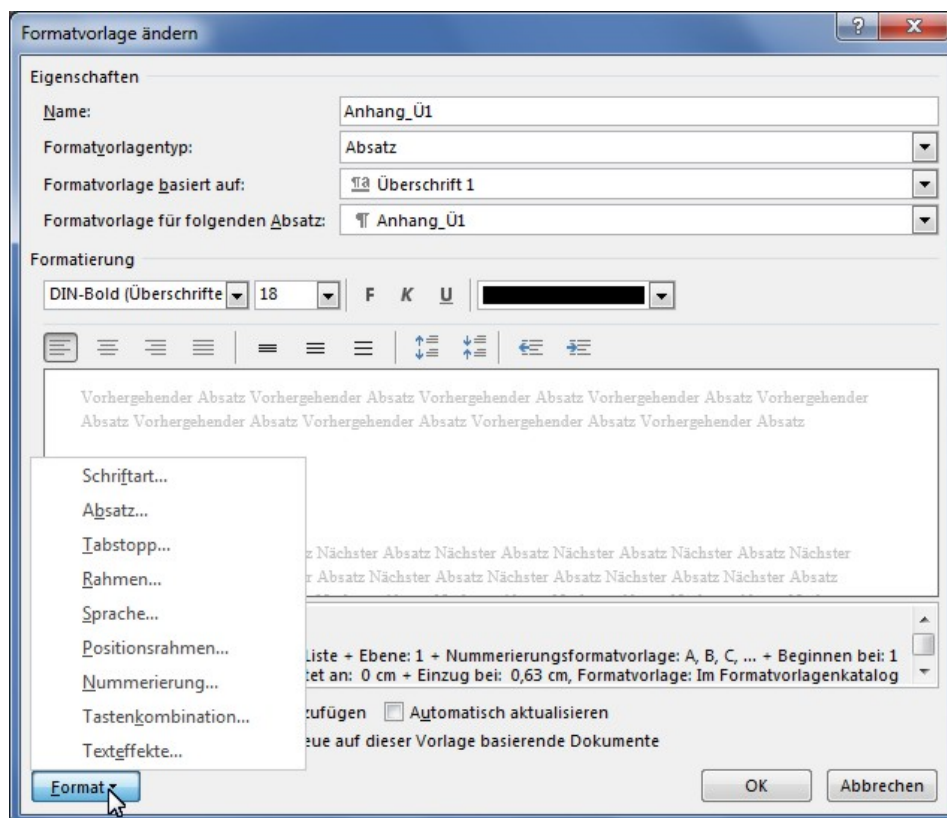 Formatvorlage ändern
Eigenschaften
Name: Anhang_Ü1
Formatvorlagentyp: Absatz
Formatvorlage basiert auf: Überschrift 1
Formatvorlage für folgenden Absatz: Anhang_Ü1
Formatierung
DIN-Bold (Überschrifte 18 F K U
Vorhergehender Absatz Vorhergehender Absatz Vorhergehender Absatz Vorhergehender
Absatz Vorhergehender Absatz Vorhergehender Absatz Vorhergehender Absatz
Schriftart...
Absatz...
Tabstopp...
Rahmen...
Sprache...
Positionsrahmen...
Nummerierung...
Tastenkombination...
Texteffekte...
z Nächster Absatz Nächster Absatz Nächster Absatz Nächster Absatz Nächster
r Absatz Nächster Absatz Nächster Absatz Nächster Absatz Nächster Absatz
Liste + Ebene: 1 + Nummerierungsformatvorlage: A, B, C, ... + Beginnen bei: 1
tet an: 0 cm + Einzug bei: 0,63 cm, Formatvorlage: Im Formatvorlagenkatalog
zufügen Automatisch aktualisieren
eue auf dieser Vorlage basierende Dokumente
Format OK Abbrechen